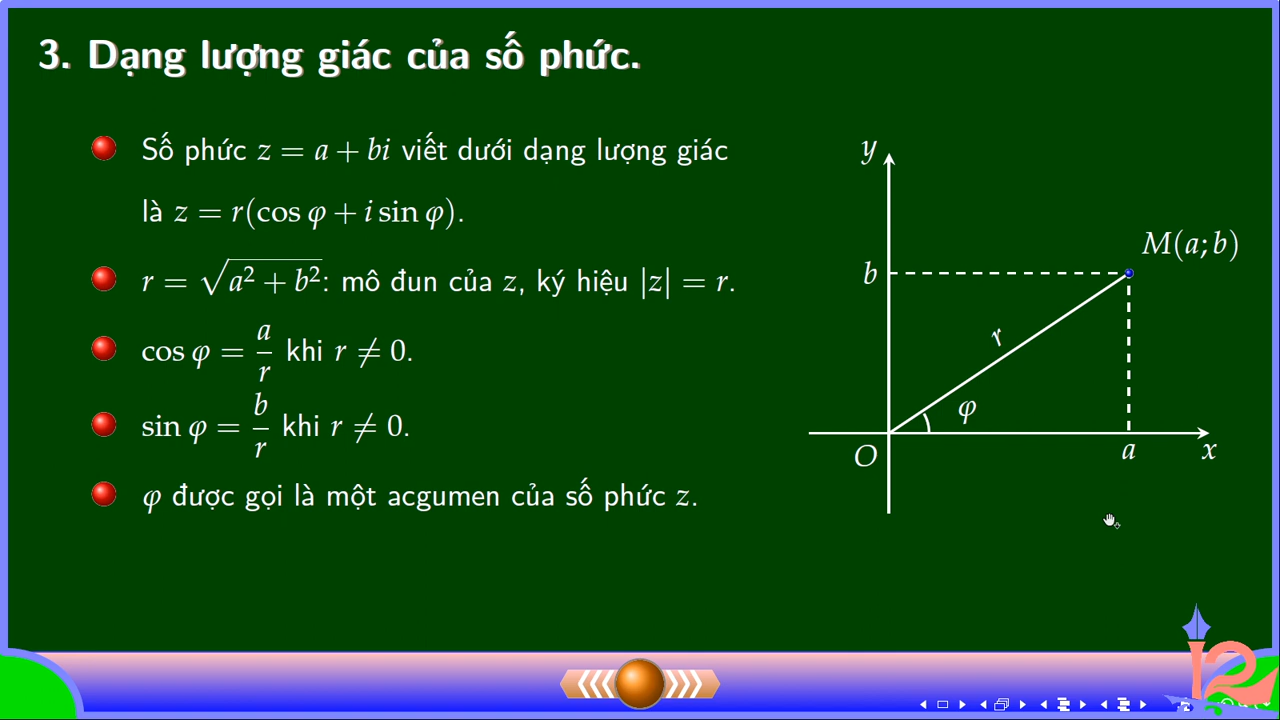 3. Dạng lượng giác của số phức.
Số phức z = a + bi viết dưới dạng lượng giác
là z = r(cos φ + i sin φ).
r = √(a² + b²): mô đun của z, ký hiệu |z| = r.
cos φ = a/r khi r ≠ 0.
sin φ = b/r khi r ≠ 0.
φ được gọi là một acgumen của số phức z.
y
M(a; b)
b
r
φ
O
a
x
12